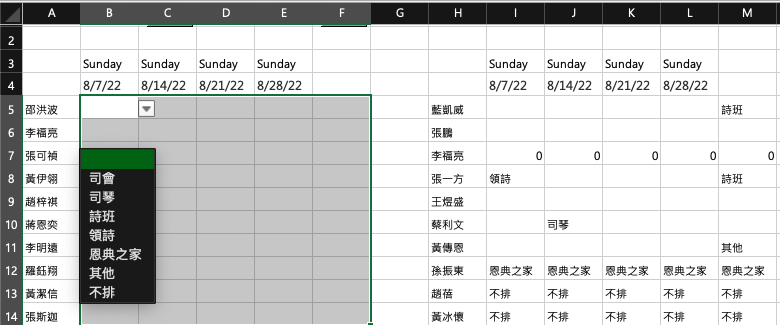 A B C D E F G H I J K L M
2
3 Sunday Sunday Sunday Sunday Sunday Sunday Sunday Sunday
4 8/7/22 8/14/22 8/21/22 8/28/22 8/7/22 8/14/22 8/21/22 8/28/22
5 邵洪波 藍凱威 詩班
6 李福亮 張鵬
7 張可禎 李福亮 0 0 0 0 0
8 黃伊翎 司會 張一方 領詩 詩班
9 趙梓祺 司琴 王煜盛
詩班
10 蔣恩奕 領詩 蔡利文 司琴
11 李明遠 恩典之家 黃傳恩 其他
12 羅鈺翔 其他 孫振東 恩典之家 恩典之家 恩典之家 恩典之家 恩典之家
13 黃潔信 不排 趙蓓 不排 不排 不排 不排 不排
14 張斯迦 黃冰懷 不排 不排 不排 不排 不排